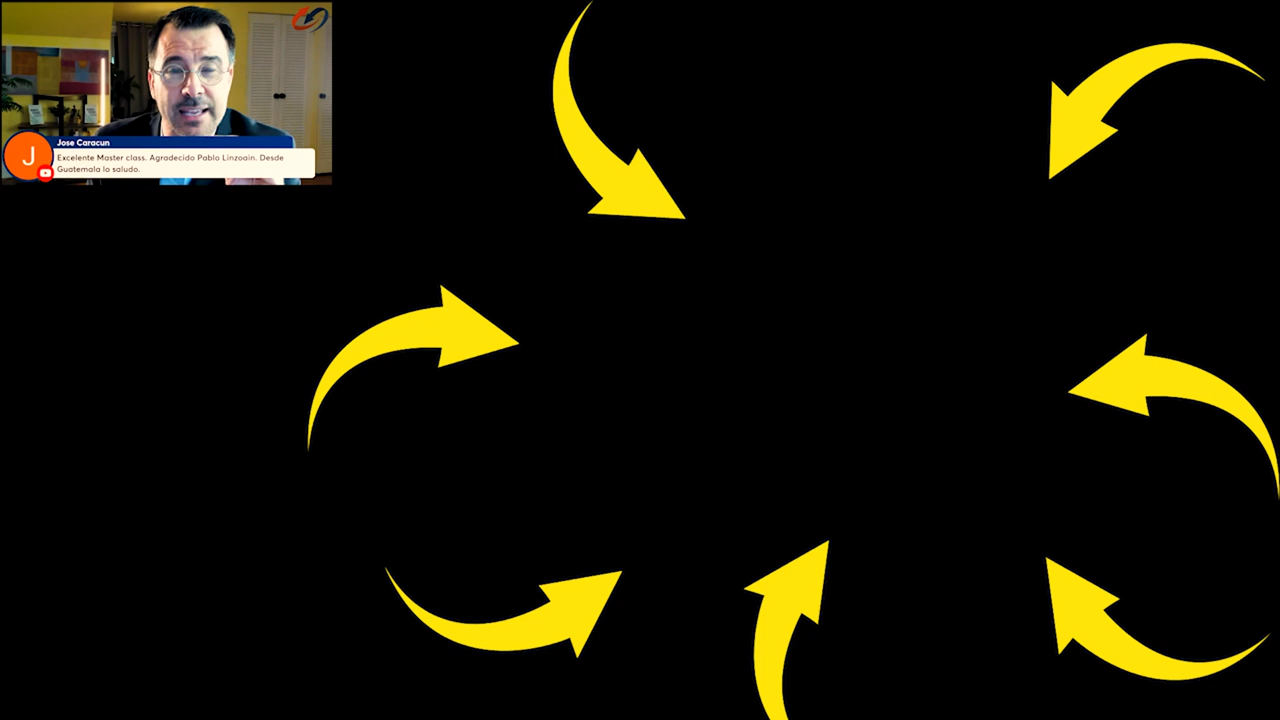 J
Jose Caracun
Excelente Master class. Agradecido Pablo Linzoain. Desde
Guatemala lo saludo.